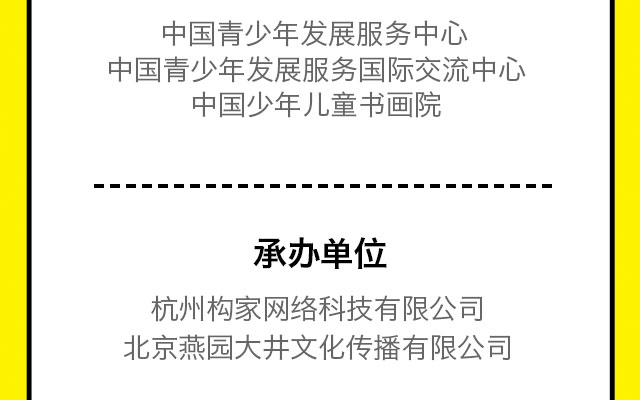 中国青少年发展服务中心
中国青少年发展服务国际交流中心
中国少年儿童书画院
承办单位
杭州构家网络科技有限公司
北京燕园大井文化传播有限公司